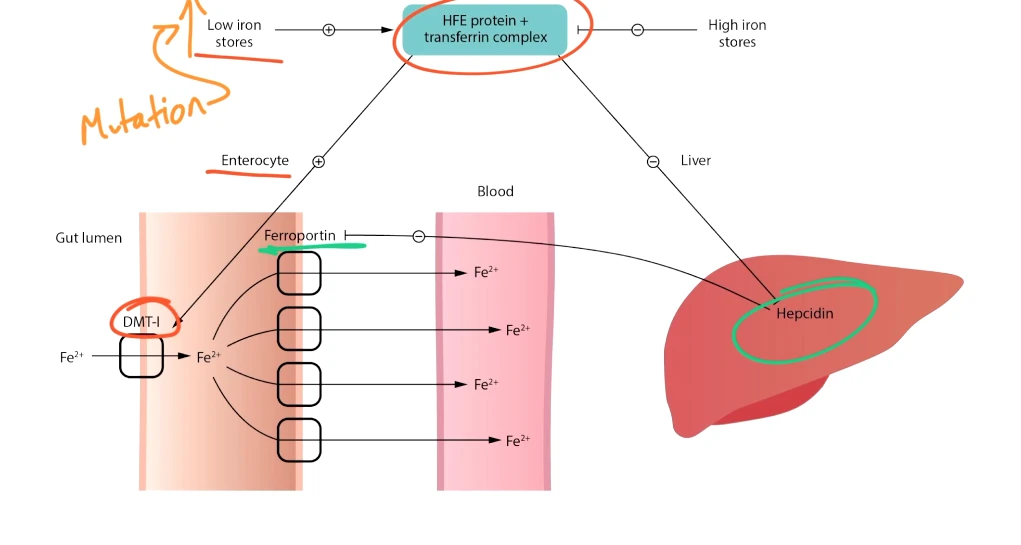 Low iron
stores
⊕
HFE protein +
transferrin complex
⊖
High iron
stores
Mutation
Enterocyte
⊕
⊖
Liver
Blood
Gut lumen
Ferroportin
⊖
Fe²⁺
DMT-I
Hepcidin
Fe²⁺
Fe²⁺
Fe²⁺
Fe²⁺
Fe²⁺